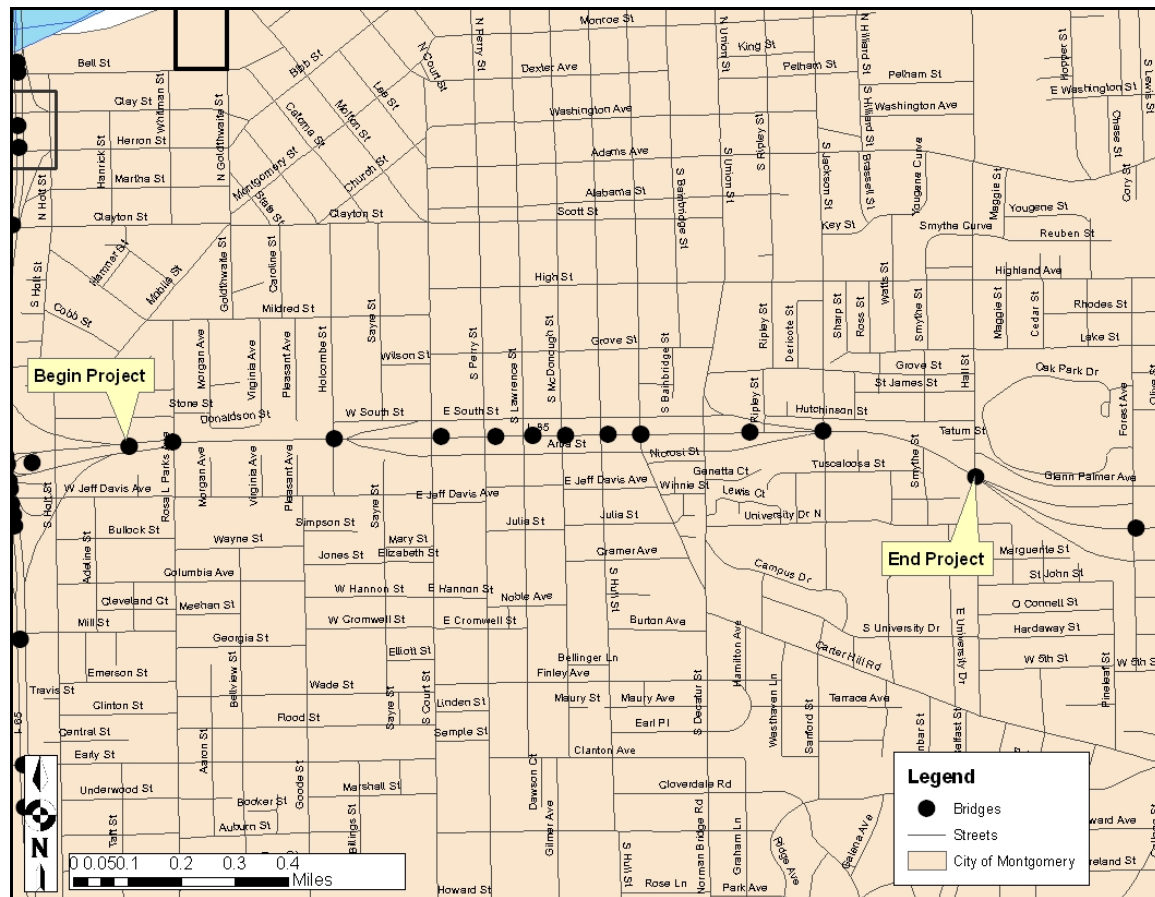 Monroe St
N Perry St
N Court St
N Union St
King St
N Hilliard St
Hopper St
S Lewis St
Bell St
Bibb St
Lee St
Dexter Ave
Pelham St
Pelham St
Clay St
Whitman St
N Goldthwaite St
Catoma St
Molton St
Washington Ave
S Ripley St
S Hilliard St
Washington Ave
E Washington St
Chase St
Herron St
Hanrick St
Montgomery St
Church St
Adams Ave
S Union St
S Jackson St
Brassell St
Yougene Curve
Maggie St
Cory St
Martha St
N Holt St
State St
Alabama St
S Bainbridge St
Clayton St
Clayton St
Scott St
Key St
Smythe Curve
Yougene St
Reuben St
Hamner St
Mobile St
Goldthwaite St
Caroline St
High St
Watts St
Highland Ave
S Holt St
Cobb St
Mildred St
Sayre St
Ripley St
Dericote St
Sharp St
Ross St
Smythe St
Maggie St
Cedar St
Rhodes St
Lake St
Begin Project
Morgan Ave
Virginia Ave
Pleasant Ave
Holcombe St
Wilson St
S Perry St
S Lawrence St
S McDonough St
Grove St
S Bainbridge St
Grove St
St James St
Hall St
Oak Park Dr
Forest Ave
Olive St
Stone St
Donaldson St
W South St
E South St
I-85
Arba St
Ripley St
Hutchinson St
Tatum St
Nicrosi St
Rosa L Parks Ave
Morgan Ave
Virginia Ave
Pleasant Ave
Genetta Ct
Tuscaloosa St
Smythe St
Glenn Palmer Ave
S Holt St
W Jeff Davis Ave
E Jeff Davis Ave
E Jeff Davis Ave
Winnie St
Lewis Ct
Sayre St
Simpson St
Julia St
Julia St
University Dr N
Bullock St
Wayne St
Mary St
Adeline St
Jones St
Elizabeth St
Cramer Ave
End Project
Marguerite St
Columbia Ave
Campus Dr
St John St
Cleveland Ct
Meehan St
W Hannon St
E Hannon St
Noble Ave
S Hull St
O Connell St
Mill St
Georgia St
W Cromwell St
E Cromwell St
Burton Ave
Hamilton Ave
S University Dr
E University Dr
Hardaway St
Elliott St
Bellinger Ln
Carter Hill Rd
W 5th St
W 5th St
Emerson St
Finley Ave
Travis St
Bellview St
Wade St
Sayre St
S Court St
Maury St
Maury Ave
S Decatur St
Westhaven Ln
Sanford St
Terrace Ave
Pineleaf St
Clinton St
Flood St
Linden St
Earl Pl
I-65
Central St
Semple St
Early St
Aaron St
Clanton Ave
Goode St
Dawson Ct
Underwood St
Marshall St
Cloverdale Rd
Booker St
Taft St
Auburn St
Billings St
Gilmer Ave
S Hull St
Norman Bridge Rd
Graham Ln
Ridge Ave
Galena Ave
Howard St
Rose Ln
Park Ave
N
0 0.05 0.1 0.2 0.3 0.4
Miles
Legend
Bridges
Streets
City of Montgomery